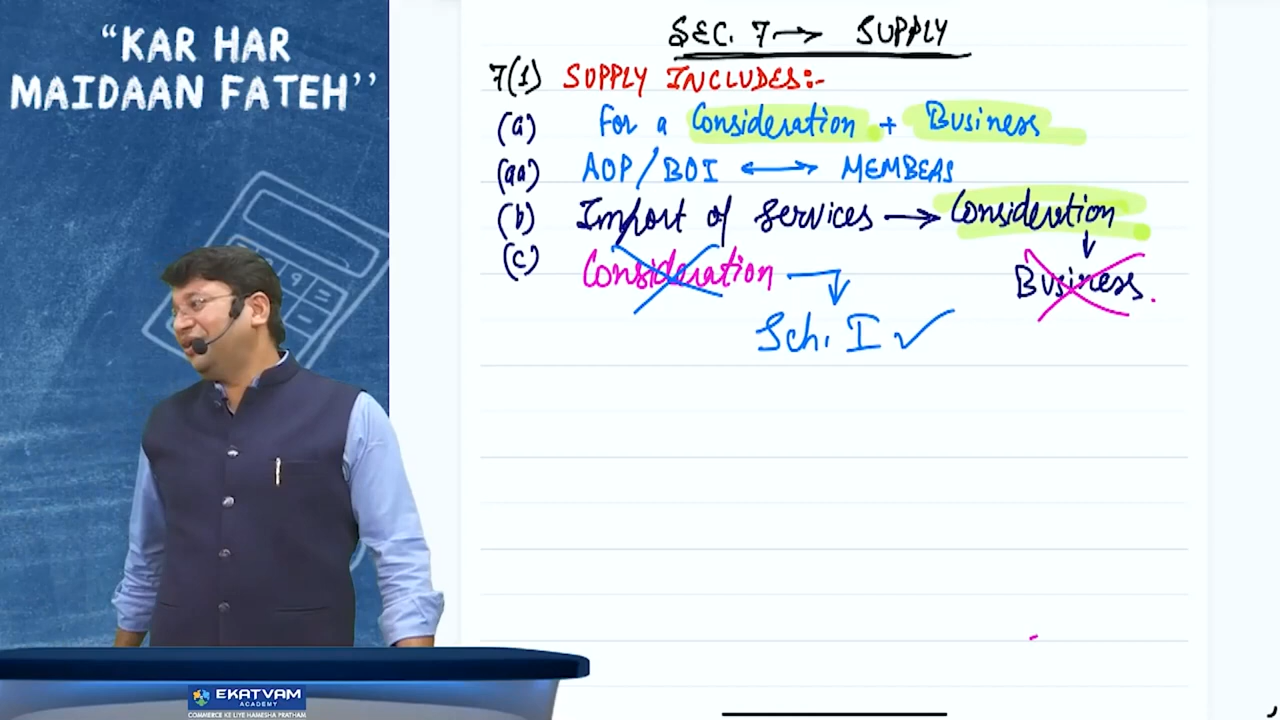 “KAR HAR
MAIDAAN FATEH’’
SEC. 7 → SUPPLY
7(1) SUPPLY INCLUDES:-
(a) For a Consideration + Business
(aa) AOP/BOI ↔ MEMBERS
(b) Import of Services → Consideration
(c) Consideration
Business.
Sch. I ✓
EKATVAM
ACADEMY
COMMERCE KE LIYE HAMESHA PRATHAM